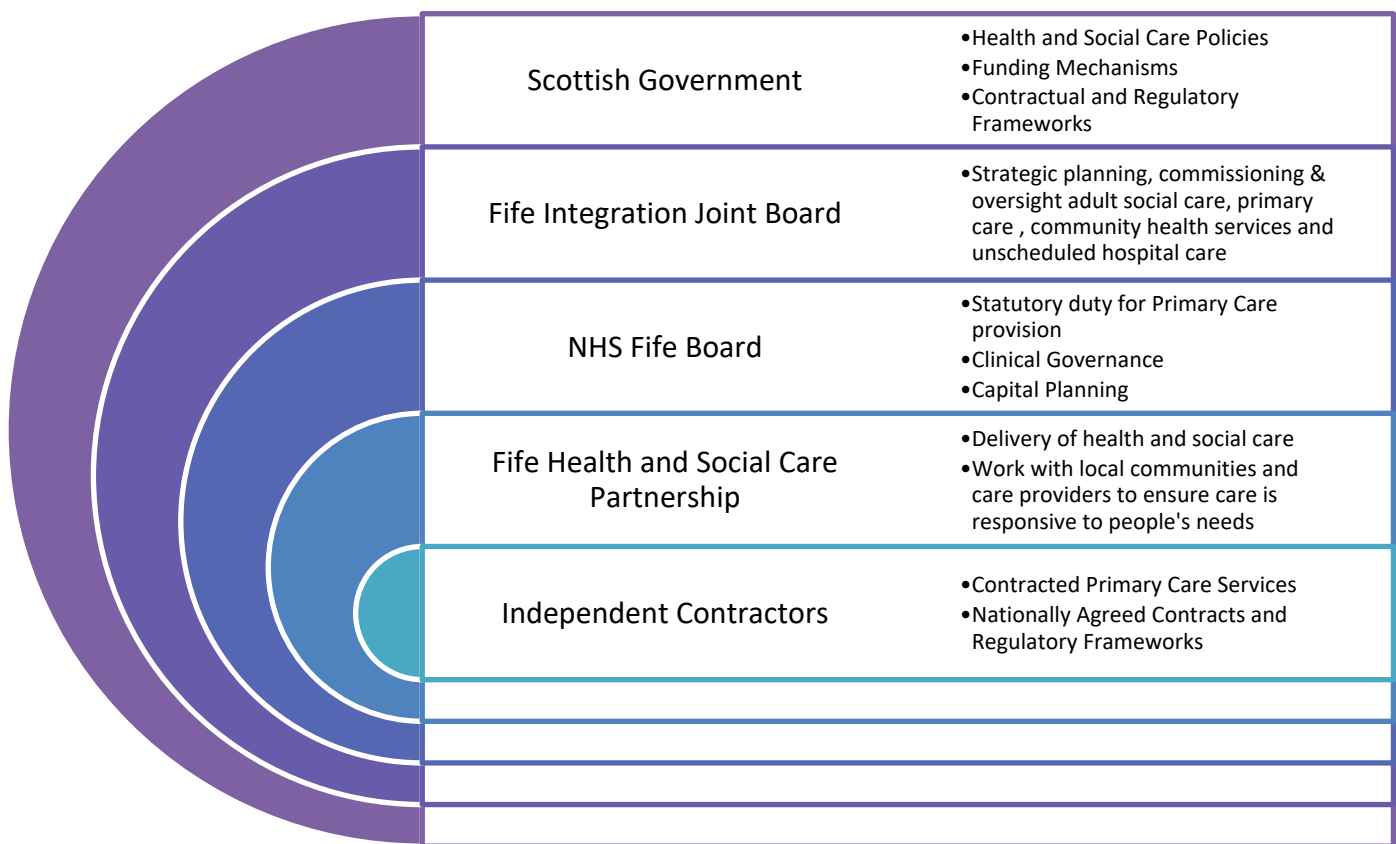 Scottish Government
•Health and Social Care Policies
•Funding Mechanisms
•Contractual and Regulatory
Frameworks
Fife Integration Joint Board
•Strategic planning, commissioning &
oversight adult social care, primary
care , community health services and
unscheduled hospital care
NHS Fife Board
•Statutory duty for Primary Care
provision
•Clinical Governance
•Capital Planning
Fife Health and Social Care
Partnership
•Delivery of health and social care
•Work with local communities and
care providers to ensure care is
responsive to people's needs
Independent Contractors
•Contracted Primary Care Services
•Nationally Agreed Contracts and
Regulatory Frameworks